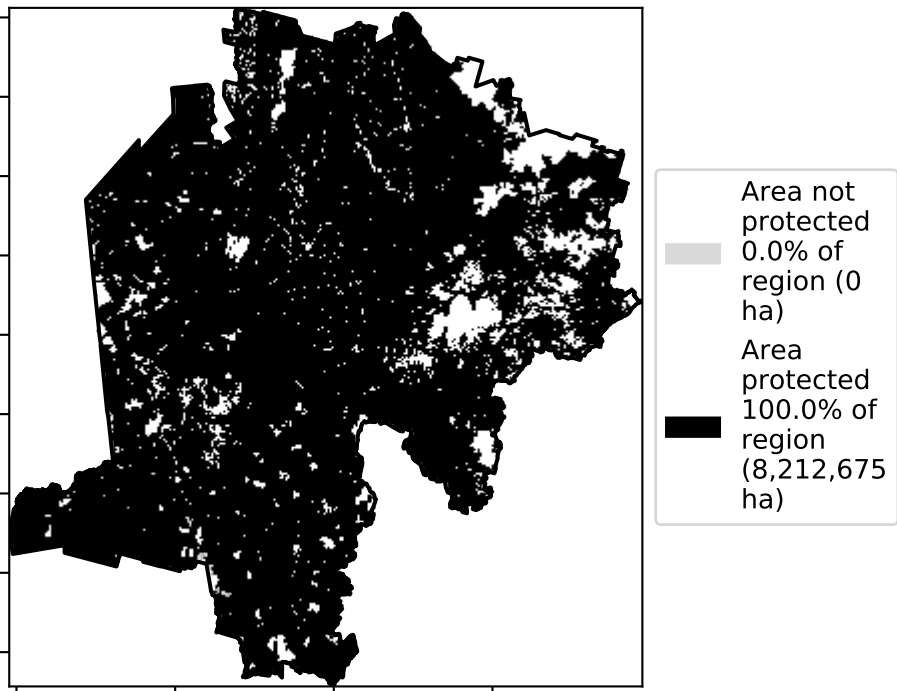 Area not
protected
0.0% of
region (0
ha)
Area
protected
100.0% of
region
(8,212,675
ha)